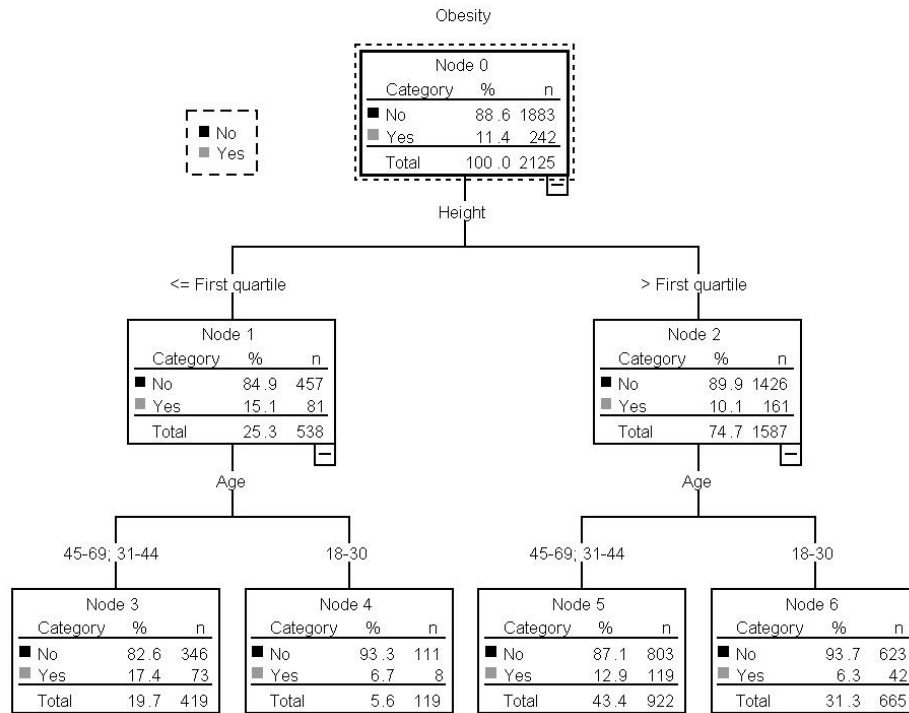 Obesity
Node 0
Category % n
No 88.6 1883
Yes 11.4 242
Total 100.0 2125
No
Yes
Height
<= First quartile
> First quartile
Node 1
Category % n
No 84.9 457
Yes 15.1 81
Total 25.3 538
Node 2
Category % n
No 89.9 1426
Yes 10.1 161
Total 74.7 1587
Age
Age
45-69; 31-44
18-30
45-69; 31-44
18-30
Node 3
Category % n
No 82.6 346
Yes 17.4 73
Total 19.7 419
Node 4
Category % n
No 93.3 111
Yes 6.7 8
Total 5.6 119
Node 5
Category % n
No 87.1 803
Yes 12.9 119
Total 43.4 922
Node 6
Category % n
No 93.7 623
Yes 6.3 42
Total 31.3 665